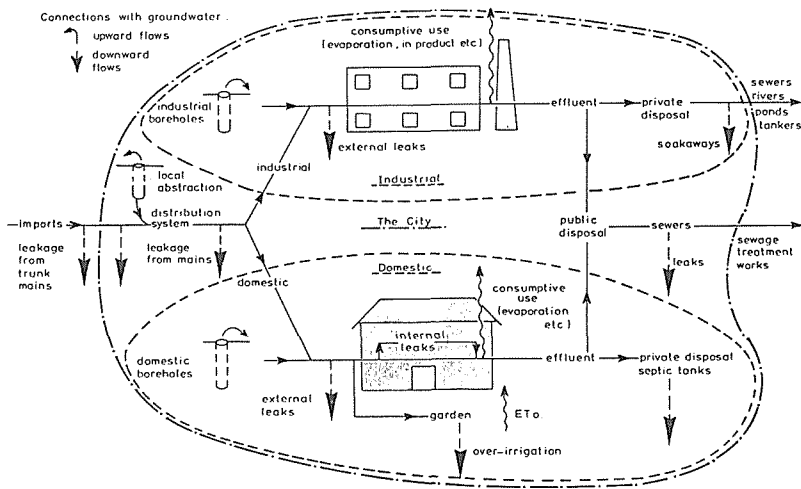 Connections with groundwater.
upward flows
downward
flows
consumptive use
(evaporation, in product etc)
industrial
boreholes
external leaks
effluent
private
disposal
sewers
rivers
ponds
tankers
soakaways
industrial
Industrial
local
abstraction
imports
distribution
system
The City
public
disposal
sewers
sewage
treatment
works
leakage
from
trunk
mains
leakage
from mains
leaks
domestic
Domestic
consumptive
use
(evaporation
etc)
internal
leaks
domestic
boreholes
external
leaks
effluent
private disposal
septic tanks
garden
ETo.
over-irrigation